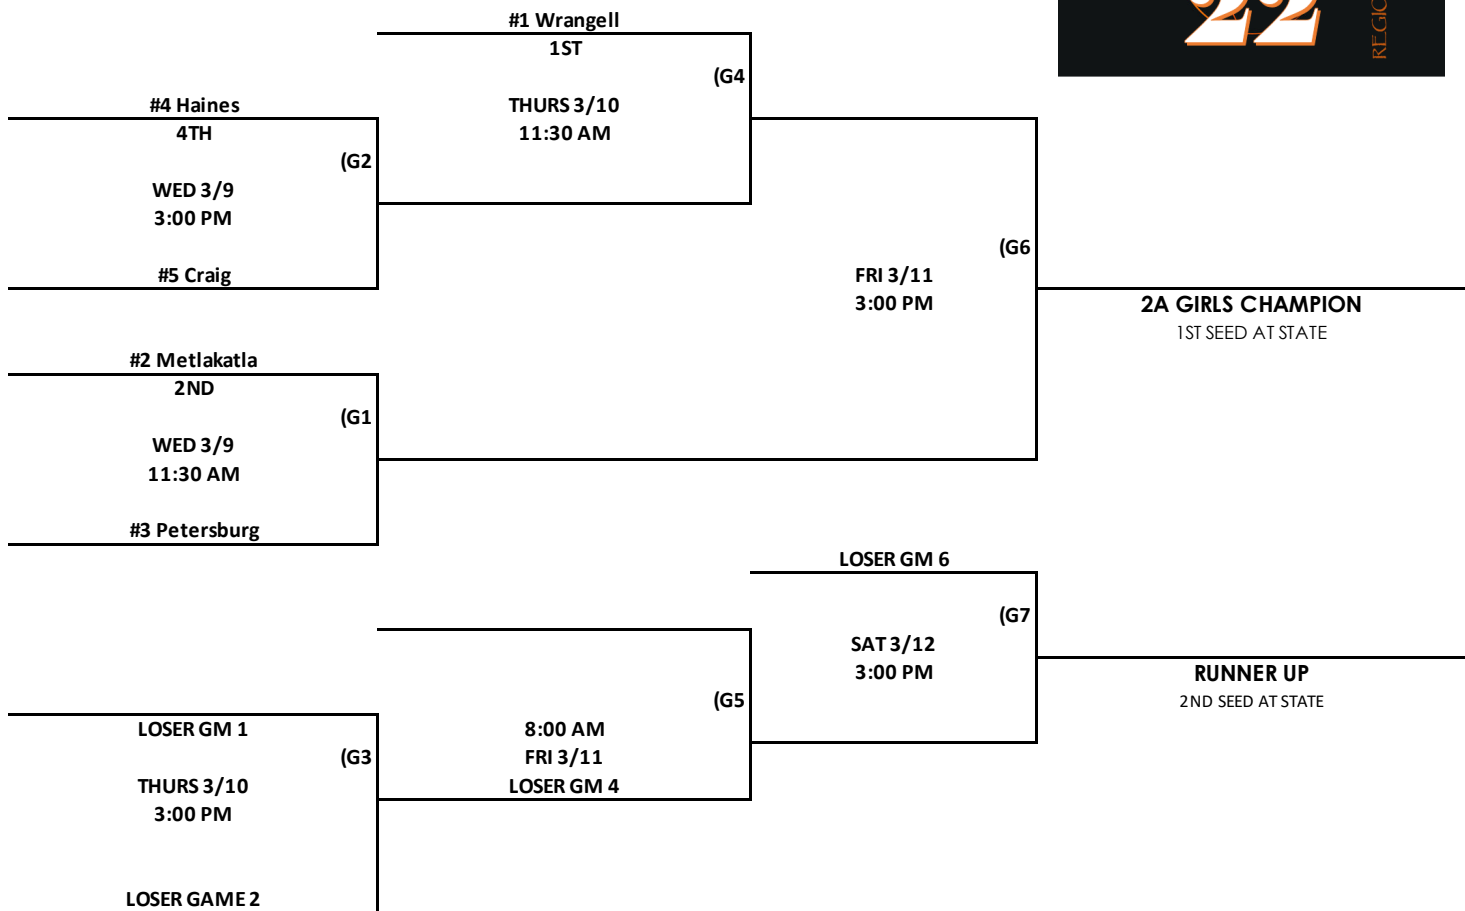 #1 Wrangell
1ST
(G4
THURS 3/10
11:30 AM
22
#4 Haines
4TH
(G2
WED 3/9
3:00 PM
#5 Craig
(G6
FRI 3/11
3:00 PM
2A GIRLS CHAMPION
1ST SEED AT STATE
#2 Metlakatla
2ND
(G1
WED 3/9
11:30 AM
#3 Petersburg
LOSER GM 6
(G7
SAT 3/12
3:00 PM
RUNNER UP
2ND SEED AT STATE
(G5
8:00 AM
FRI 3/11
LOSER GM 4
LOSER GM 1
(G3
THURS 3/10
3:00 PM
LOSER GAME 2